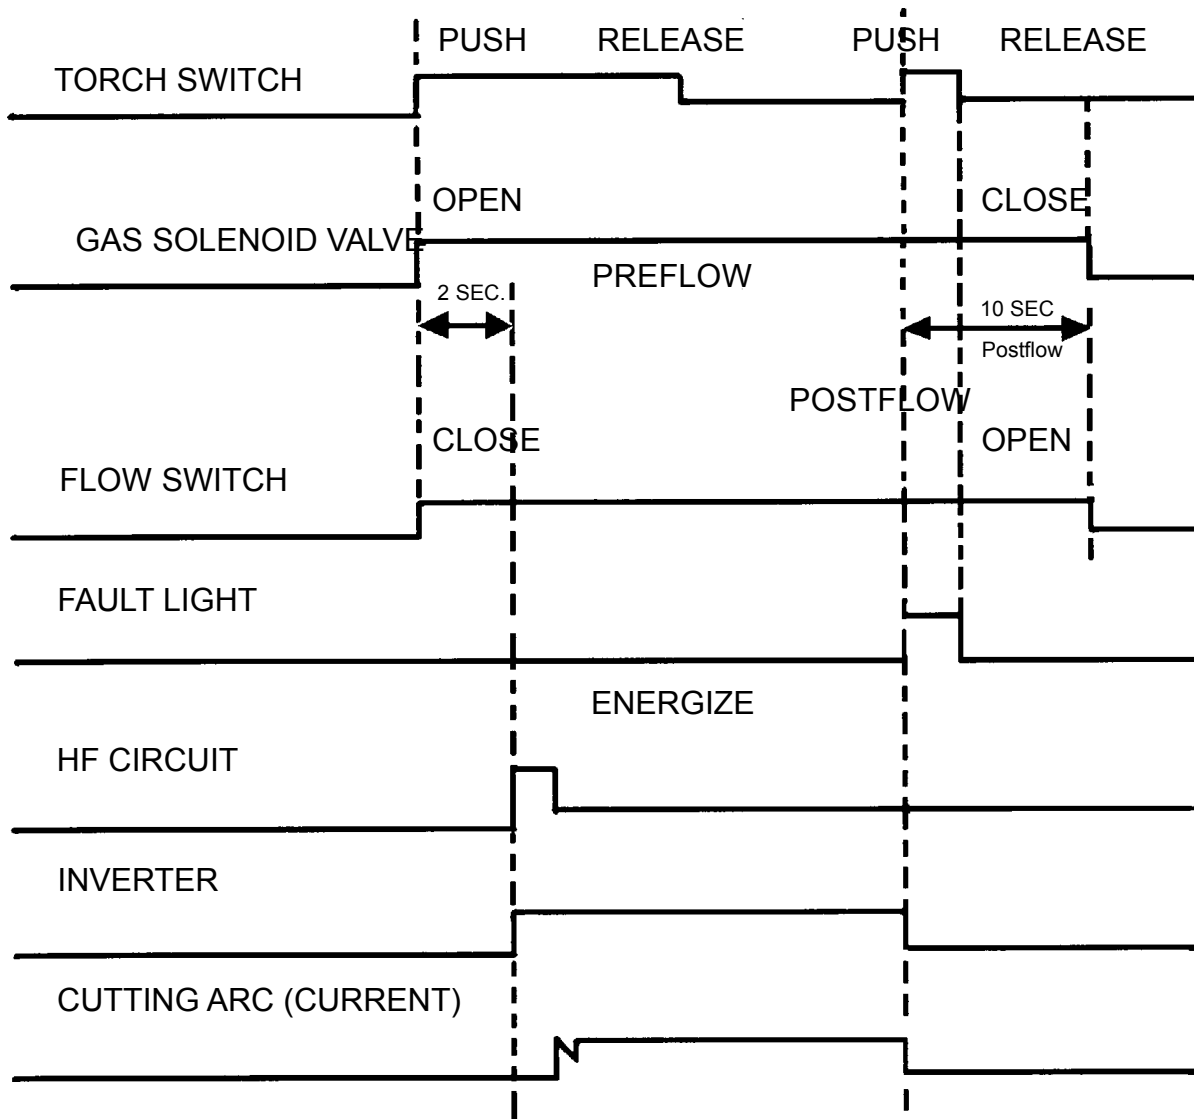 PUSH RELEASE PUSH RELEASE
TORCH SWITCH
OPEN CLOSE
GAS SOLENOID VALVE
PREFLOW
2 SEC. 10 SEC
Postflow
POSTFLOW
CLOSE OPEN
FLOW SWITCH
FAULT LIGHT
ENERGIZE
HF CIRCUIT
INVERTER
CUTTING ARC (CURRENT)